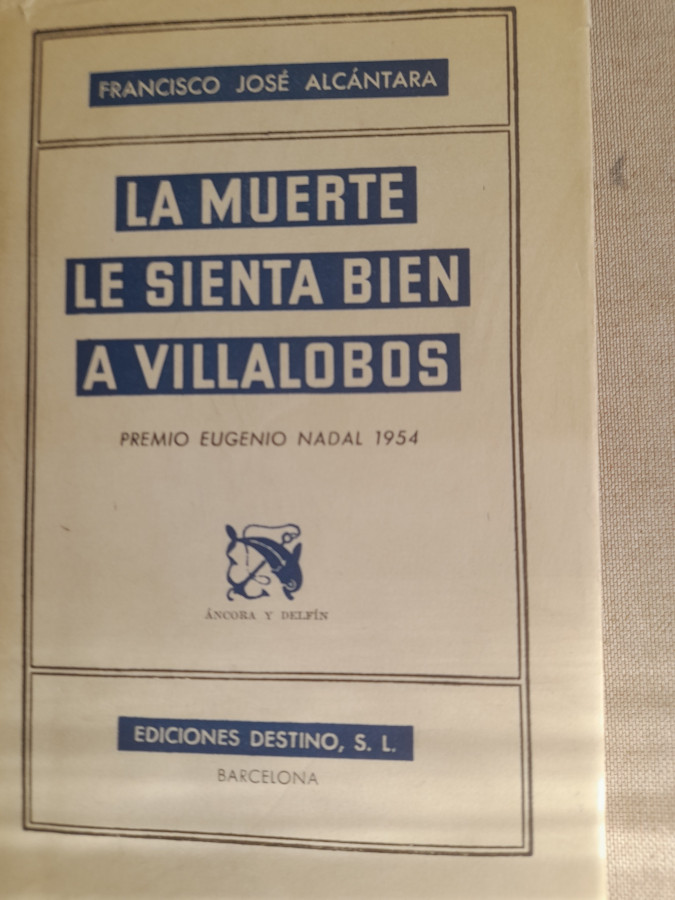 FRANCISCO JOSÉ ALCÁNTARA
LA MUERTE
LE SIENTA BIEN
A VILLALOBOS
PREMIO EUGENIO NADAL 1954
ÁNCORA Y DELFÍN
EDICIONES DESTINO, S. L.
BARCELONA